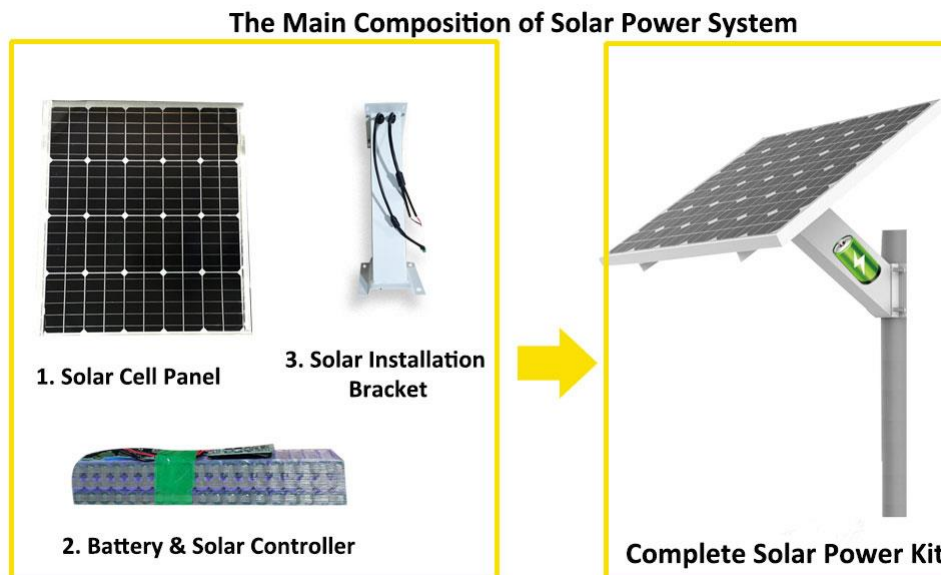 The Main Composition of Solar Power System
1. Solar Cell Panel
3. Solar Installation
Bracket
2. Battery & Solar Controller
Complete Solar Power Kit